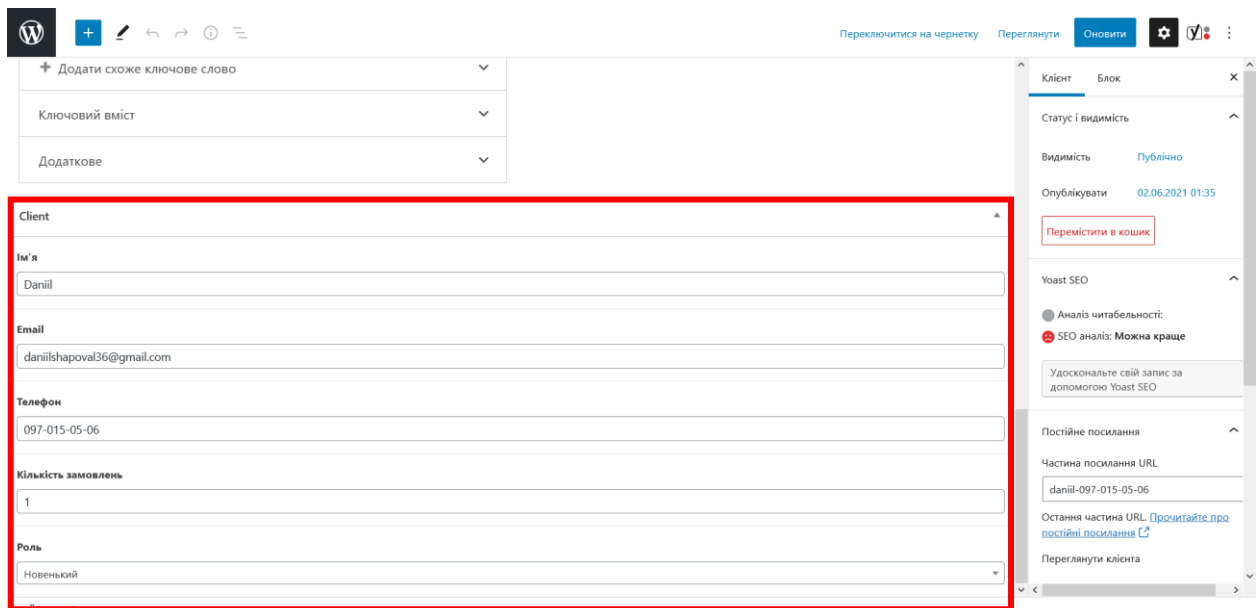 Переключитися на чернетку Переглянути Оновити
Додати схоже ключове слово
Ключовий вміст
Додаткове
Client
Ім'я
Daniil
Email
daniilshapoval36@gmail.com
Телефон
097-015-05-06
Кількість замовлень
1
Роль
Новенький
Клієнт Блок
Статус і видимість
Видимість Публічно
Опублікувати 02.06.2021 01:35
Перемістити в кошик
Yoast SEO
Аналіз читабельності:
SEO аналіз: Можна краще
Удоскональте свій запис за
допомогою Yoast SEO
Постійне посилання
Частина посилання URL
daniil-097-015-05-06
Остання частина URL. Прочитайте про
постійні посилання
Переглянути клієнта